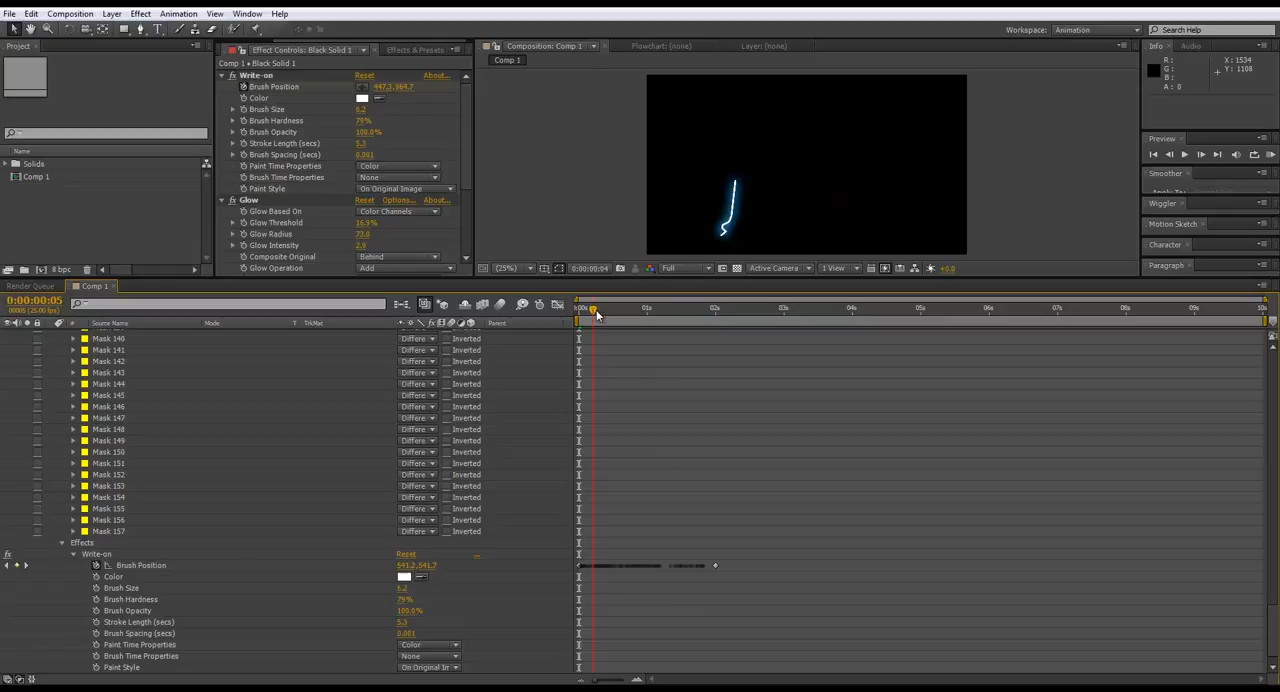 File Edit Composition Layer Effect Animation View Window Help
Workspace: Animation Search Help
Project
Effect Controls: Black Solid 1 Effects & Presets
Composition: Comp 1 Flowchart: (none) Layer: (none)
Info Audio
Comp 1 • Black Solid 1
Comp 1
R :
G :
B :
A : 0
X : 1534
Y : 1108
fx Write-on Reset About...
Brush Position
Color
Brush Size 6.2
Brush Hardness 79%
Brush Opacity 100.0%
Stroke Length (secs) 5.3
Brush Spacing (secs) 0.001
Paint Time Properties Color
Brush Time Properties None
Paint Style On Original Image
fx Glow Reset Options... About...
Glow Based On Color Channels
Glow Threshold 16.9%
Glow Radius 73.0
Glow Intensity 2.9
Composite Original Behind
Glow Operation Add
Name
Solids
Comp 1
8 bpc
Preview
Smoother
Wiggler
Motion Sketch
Character
Paragraph
(25%) 0:00:00:04 Full Active Camera 1 View +0.0
Render Queue Comp 1
0:00:00:05
00005 (25.00 fps)
:00s 01s 02s 03s 04s 05s 06s 07s 08s 09s 10s
Source Name Mode T TrkMat Parent
Mask 140 Differe Inverted
Mask 141 Differe Inverted
Mask 142 Differe Inverted
Mask 143 Differe Inverted
Mask 144 Differe Inverted
Mask 145 Differe Inverted
Mask 146 Differe Inverted
Mask 147 Differe Inverted
Mask 148 Differe Inverted
Mask 149 Differe Inverted
Mask 150 Differe Inverted
Mask 151 Differe Inverted
Mask 152 Differe Inverted
Mask 153 Differe Inverted
Mask 154 Differe Inverted
Mask 155 Differe Inverted
Mask 156 Differe Inverted
Mask 157 Differe Inverted
Effects
fx Write-on Reset ...
Brush Position 541.2,541.7
Color
Brush Size 6.2
Brush Hardness 79%
Brush Opacity 100.0%
Stroke Length (secs) 5.3
Brush Spacing (secs) 0.001
Paint Time Properties Color
Brush Time Properties None
Paint Style On Original Im